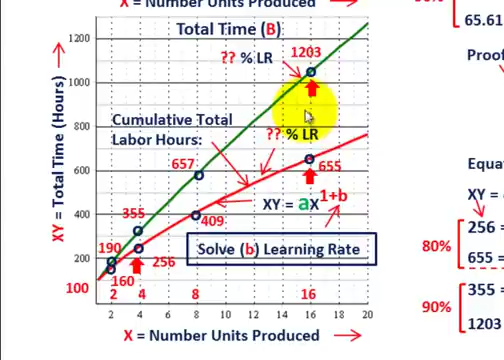 X = Number Units Produced
65.61
Total Time (B)
?? % LR
1203
Proof
XY = Total Time (Hours)
1200
1000
800
600
400
200
Cumulative Total
Labor Hours:
?? % LR
657
655
XY = aX^1+b
355
409
190
256
160
100
Solve (b) Learning Rate
2 4 8 16
2 4 6 8 10 12 14 16 18 20
X = Number Units Produced
Equa
XY =
80%
256 =
655 =
90%
355 =
1203